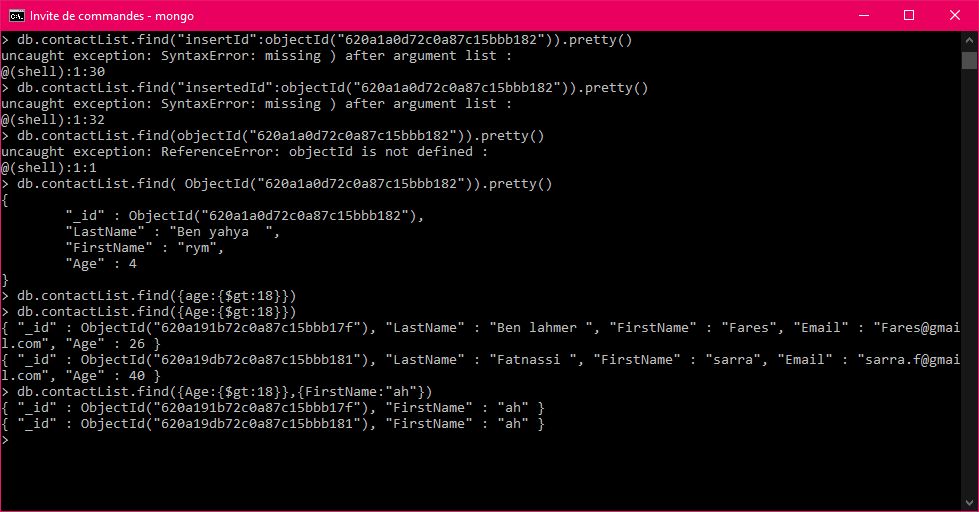 Invite de commandes - mongo
> db.contactList.find("insertId":objectId("620a1a0d72c0a87c15bbb182")).pretty()
uncaught exception: SyntaxError: missing ) after argument list :
@(shell):1:30
> db.contactList.find("insertedId":objectId("620a1a0d72c0a87c15bbb182")).pretty()
uncaught exception: SyntaxError: missing ) after argument list :
@(shell):1:32
> db.contactList.find(objectId("620a1a0d72c0a87c15bbb182")).pretty()
uncaught exception: ReferenceError: objectId is not defined :
@(shell):1:1
> db.contactList.find( ObjectId("620a1a0d72c0a87c15bbb182")).pretty()
{
        "_id" : ObjectId("620a1a0d72c0a87c15bbb182"),
        "LastName" : "Ben yahya  ",
        "FirstName" : "rym",
        "Age" : 4
}
> db.contactList.find({age:{$gt:18}})
> db.contactList.find({Age:{$gt:18}})
{ "_id" : ObjectId("620a191b72c0a87c15bbb17f"), "LastName" : "Ben lahmer ", "FirstName" : "Fares", "Email" : "Fares@gmai
l.com", "Age" : 26 }
{ "_id" : ObjectId("620a19db72c0a87c15bbb181"), "LastName" : "Fatnassi ", "FirstName" : "sarra", "Email" : "sarra.f@gmai
l.com", "Age" : 40 }
> db.contactList.find({Age:{$gt:18}},{FirstName:"ah"})
{ "_id" : ObjectId("620a191b72c0a87c15bbb17f"), "FirstName" : "ah" }
{ "_id" : ObjectId("620a19db72c0a87c15bbb181"), "FirstName" : "ah" }
>